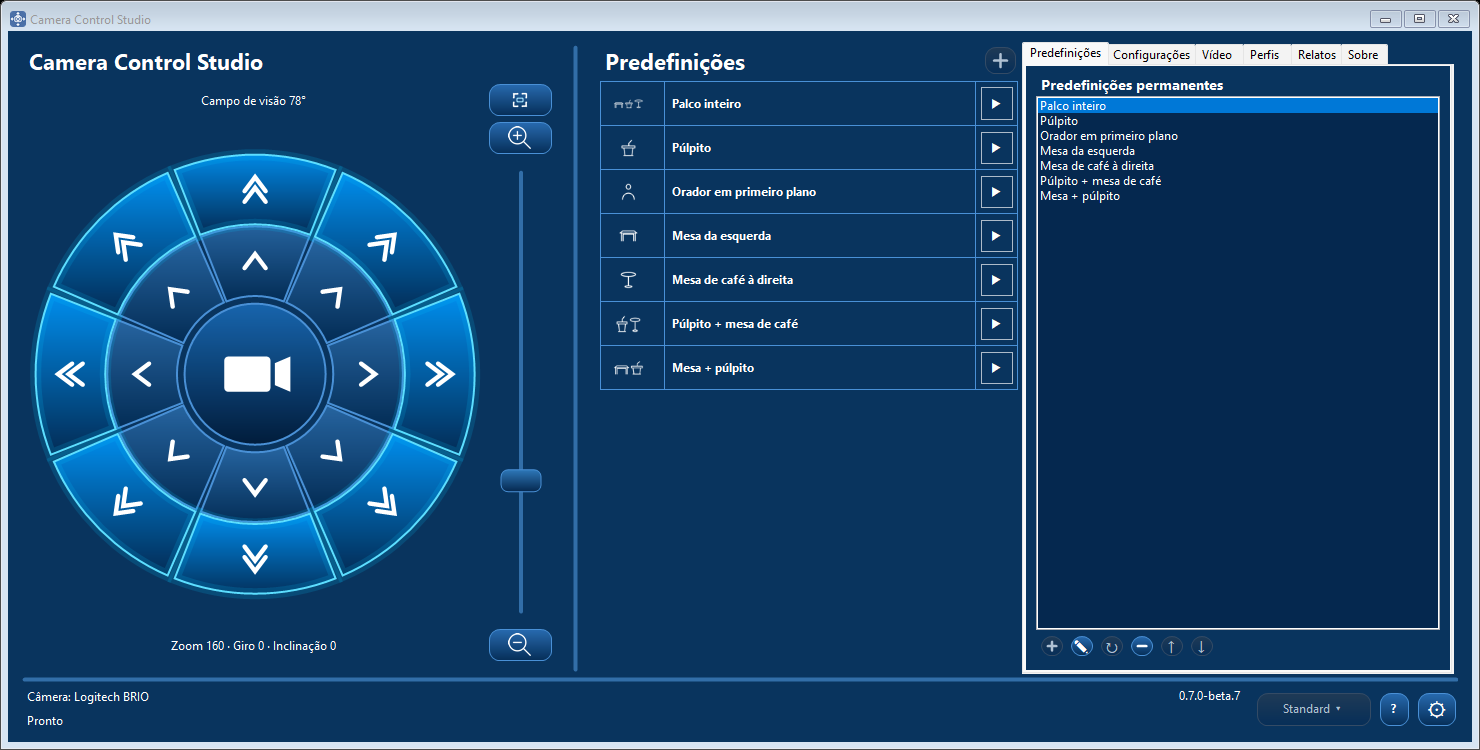 Camera Control Studio
Camera Control Studio
Campo de visão 78°
Zoom 160 · Giro 0 · Inclinação 0
Predefinições
Palco inteiro
Púlpito
Orador em primeiro plano
Mesa da esquerda
Mesa de café à direita
Púlpito + mesa de café
Mesa + púlpito
Predefinições Configurações Vídeo Perfis Relatos Sobre
Predefinições permanentes
Palco inteiro
Púlpito
Orador em primeiro plano
Mesa da esquerda
Mesa de café à direita
Púlpito + mesa de café
Mesa + púlpito
Câmera: Logitech BRIO
Pronto
0.7.0-beta.7
Standard
?